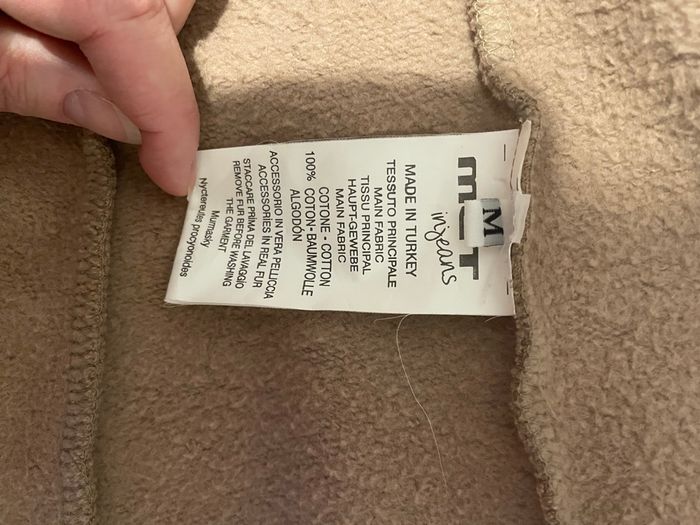 M
in jeans
MADE IN TURKEY
TESSUTO PRINCIPALE
MAIN FABRIC
TISSU PRINCIPAL
HAUPT-GEWEBE
MAIN FABRIC
COTONE - COTTON
100% COTON-BAUMWOLLE
ALGODÓN
ACCESSORIO IN VERA PELLICCIA
ACCESSORIES IN REAL FUR
STACCARE PRIMA DEL LAVAGGIO
REMOVE FUR BEFORE WASHING
THE GARMENT
Murmasky
Nyctereutes procyonoides